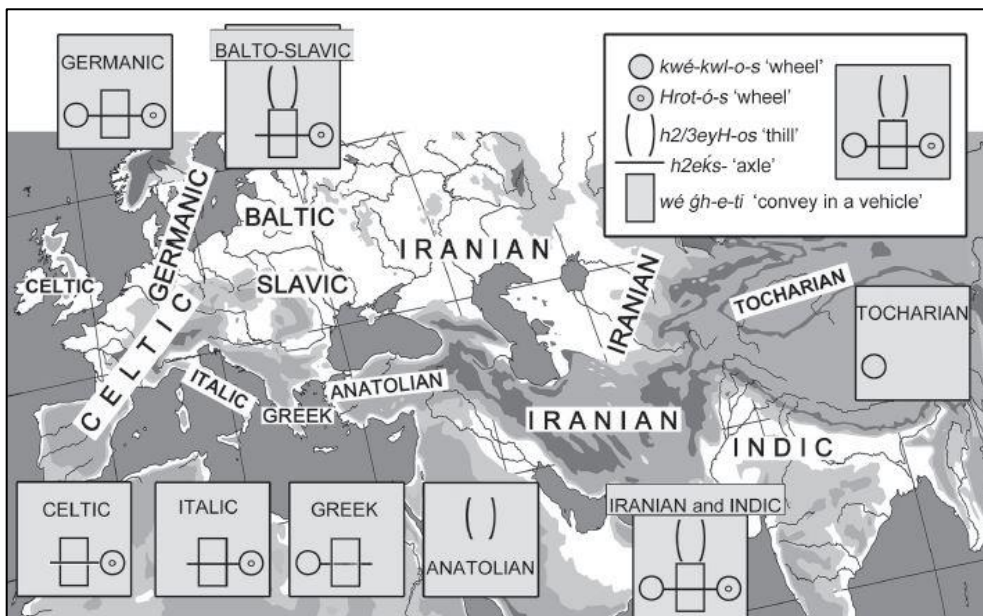 GERMANIC
BALTO-SLAVIC
kwé-kwl-o-s ‘wheel’
Hrot-ó-s ‘wheel’
h2/3eyH-os ‘thill’
h2eḱs- ‘axle’
wé ǵh-e-ti ‘convey in a vehicle’
GERMANIC
BALTIC
IRANIAN
CELTIC
SLAVIC
IRANIAN
TOCHARIAN
TOCHARIAN
CELTIC
ITALIC
GREEK
ANATOLIAN
IRANIAN
INDIC
CELTIC
ITALIC
GREEK
ANATOLIAN
IRANIAN and INDIC